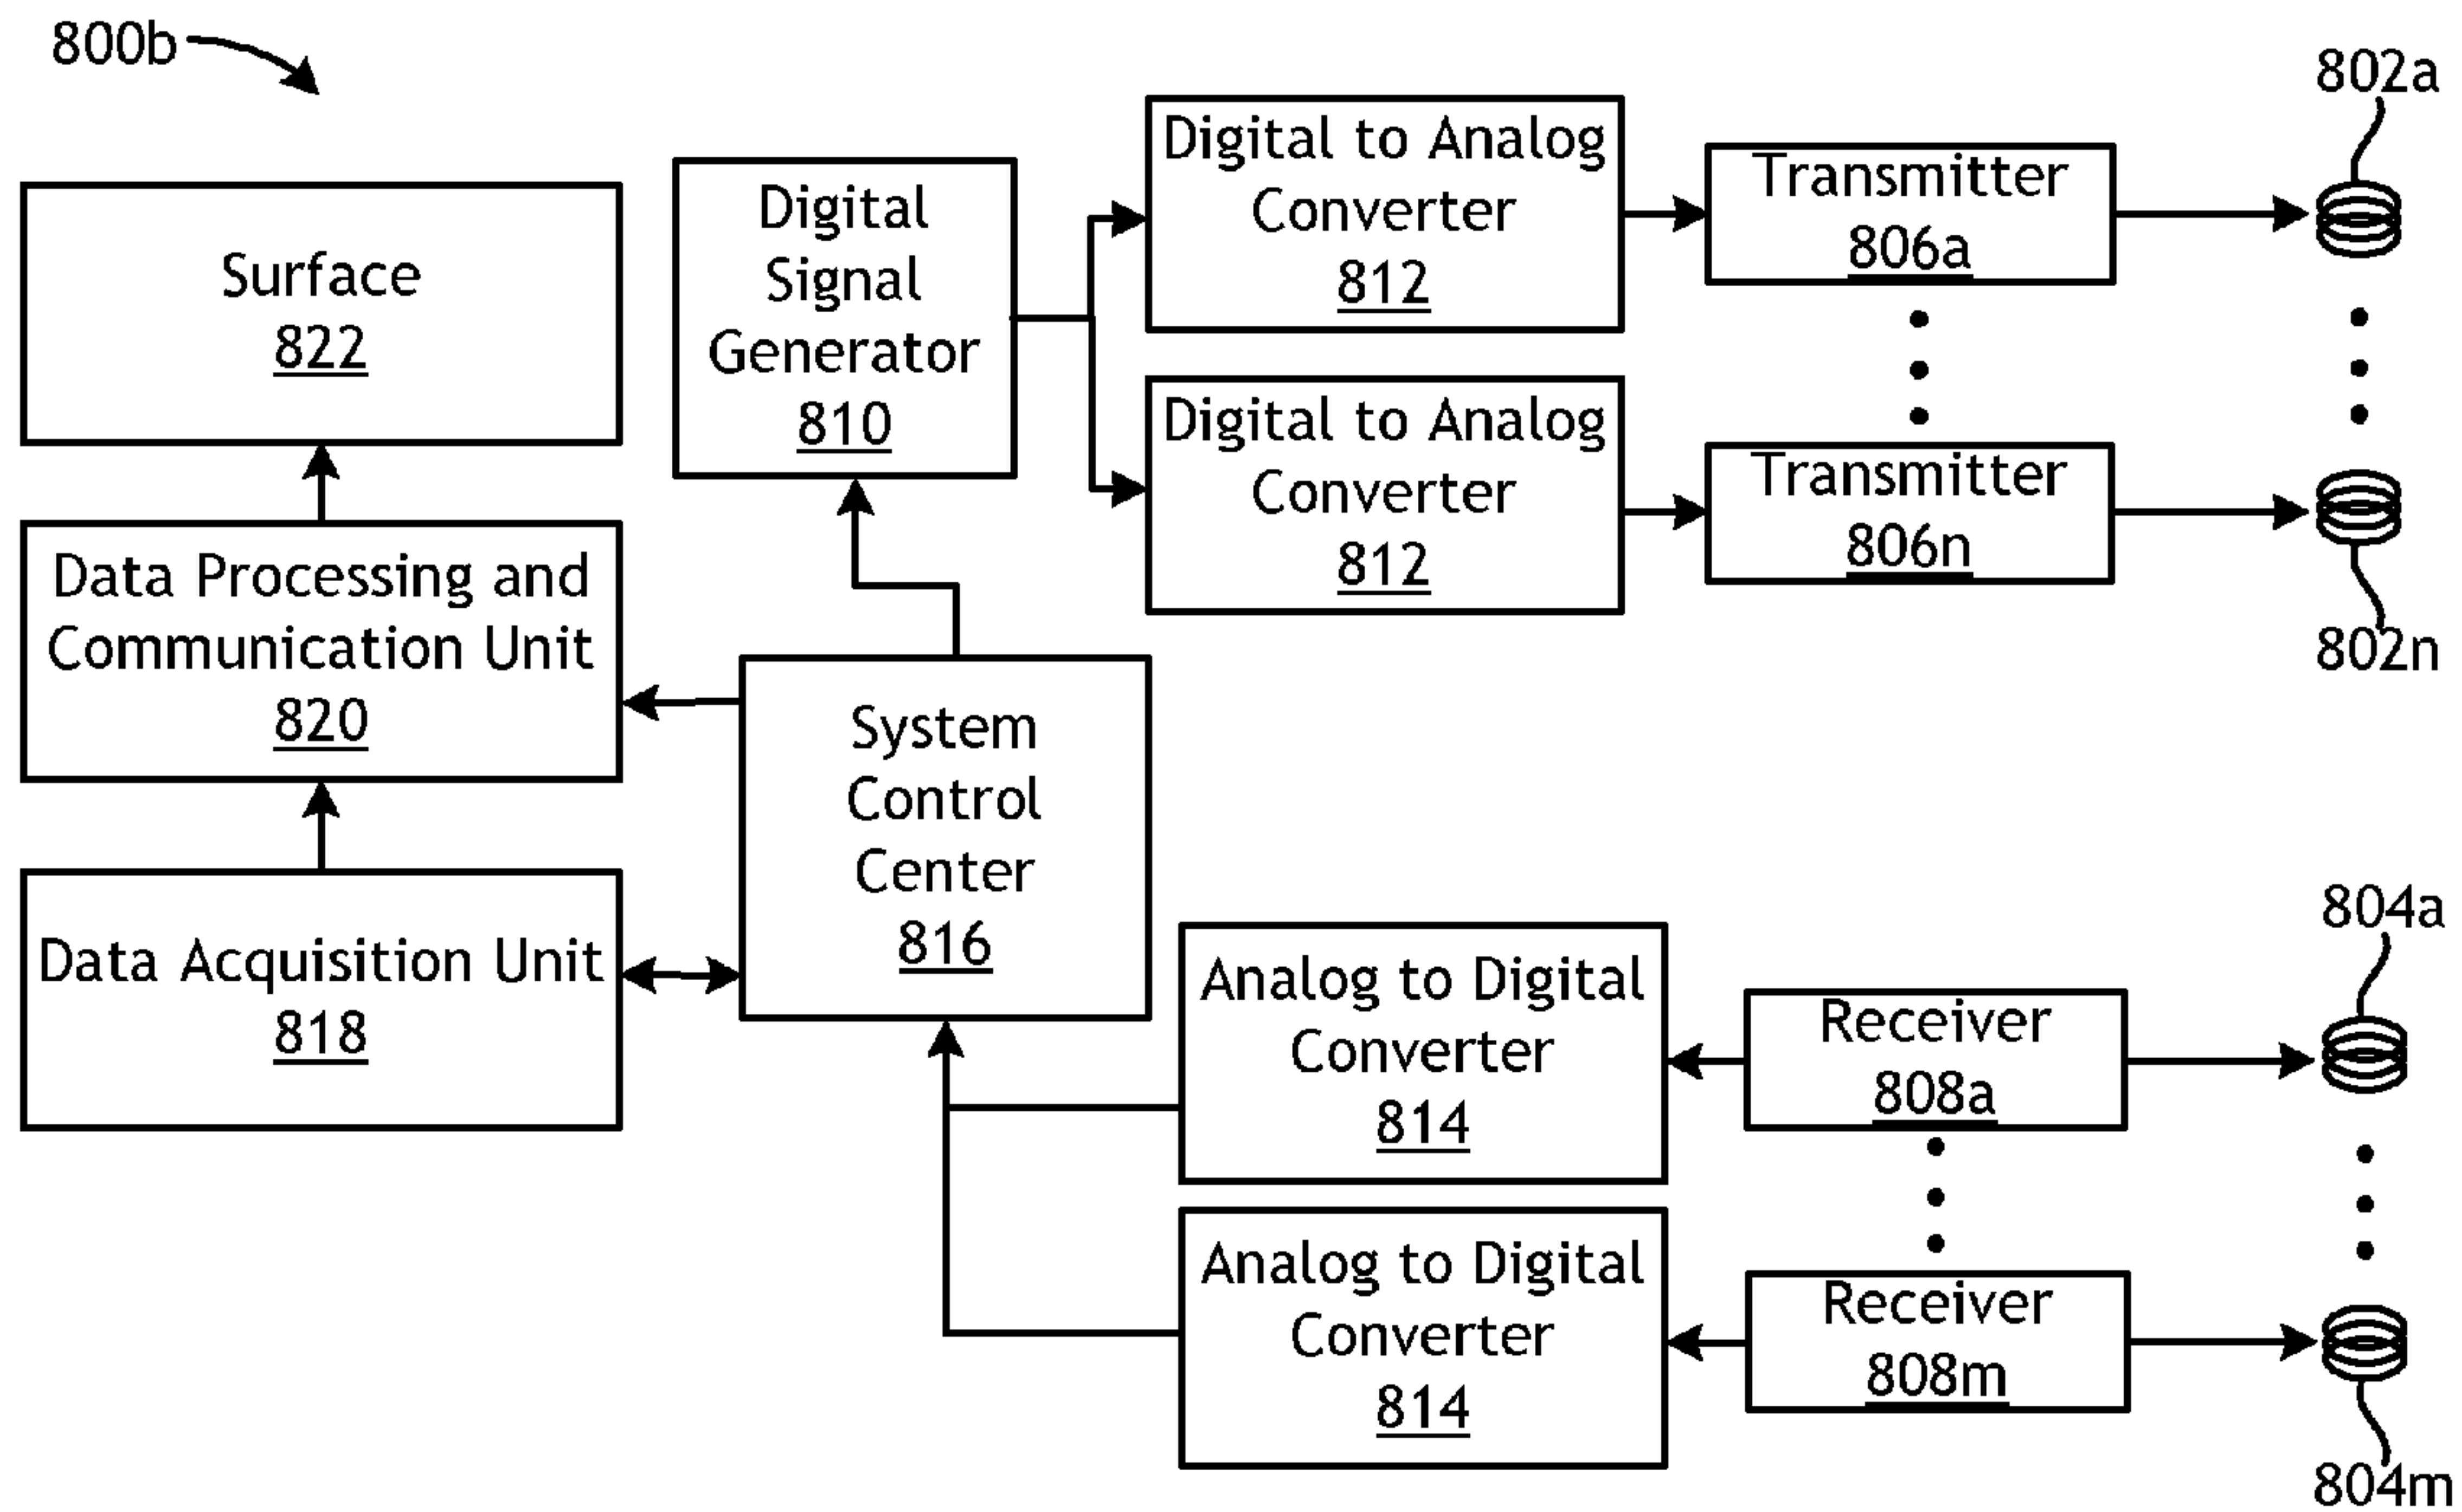 800b
Surface
822
Data Processing and
Communication Unit
820
Data Acquisition Unit
818
Digital
Signal
Generator
810
System
Control
Center
816
Digital to Analog
Converter
812
Digital to Analog
Converter
812
Transmitter
806a
Transmitter
806n
802a
802n
Analog to Digital
Converter
814
Analog to Digital
Converter
814
Receiver
808a
Receiver
808m
804a
804m